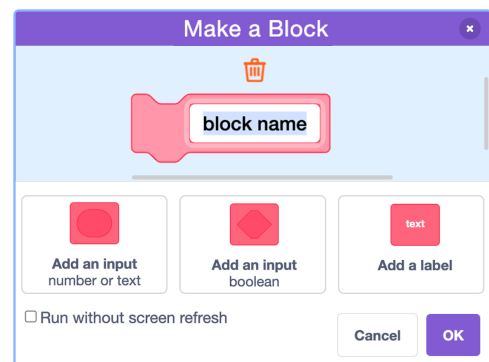 Make a Block
block name
text
Add an input
number or text
Add an input
boolean
Add a label
Run without screen refresh
Cancel
OK